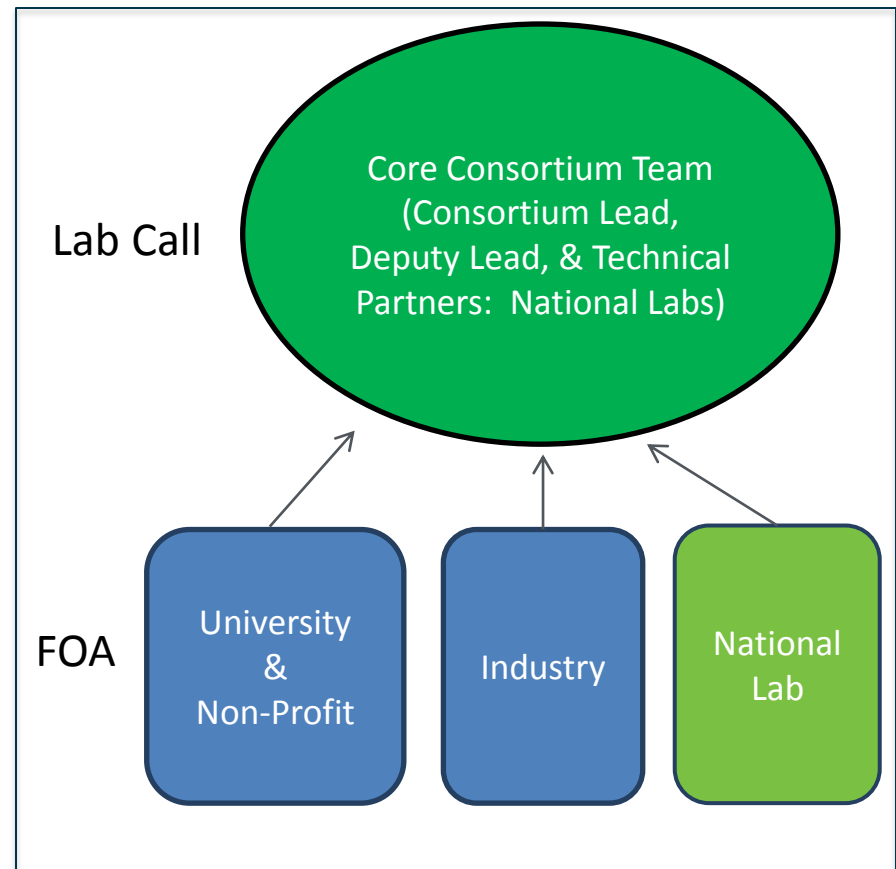 Core Consortium Team
(Consortium Lead,
Deputy Lead, & Technical
Partners:  National Labs)
Lab Call
FOA
University
&
Non-Profit
Industry
National
Lab